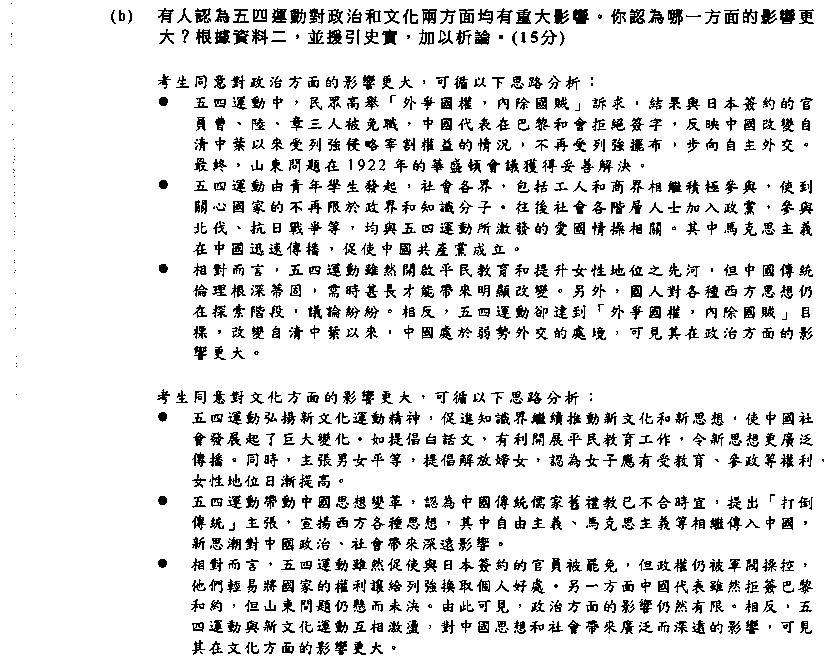 (b) 有人認為五四運動對政治和文化兩方面均有重大影響。你認為哪一方面的影響更
大？根據資料二，並援引史實，加以析論。(15分)
考生同意對政治方面的影響更大，可循以下思路分析：
● 五四運動中，民眾高舉「外爭國權，內除國賊」訴求，結果與日本簽約的官
員曹、陸、章三人被免職，中國代表在巴黎和會拒絕簽字，反映中國改變自
清中葉以來受列強侵略宰割權益的情況，不再受列強擺布，步向自主外交。
最終，山東問題在1922年的華盛頓會議獲得妥善解決。
● 五四運動由青年學生發起，社會各界，包括工人和商界相繼積極參與，使到
關心國家的不再限於政界和知識分子。往後社會各階層人士加入政黨，參與
北伐、抗日戰爭等，均與五四運動所激發的愛國情操相關。其中馬克思主義
在中國迅速傳播，促使中國共產黨成立。
● 相對而言，五四運動雖然開啟平民教育和提升女性地位之先河，但中國傳統
倫理根深蒂固，需時甚長才能帶來明顯改變。另外，國人對各種西方思想仍
在探索階段，議論紛紛。相反，五四運動卻達到「外爭國權，內除國賊」目
標，改變自清中葉以來，中國處於弱勢外交的處境，可見其在政治方面的影
響更大。
考生同意對文化方面的影響更大，可循以下思路分析：
● 五四運動弘揚新文化運動精神，促進知識界繼續推動新文化和新思想，使中國社
會發展起了巨大變化。如提倡白話文，有利開展平民教育工作，令新思想更廣泛
傳播。同時，主張男女平等，提倡解放婦女，認為女子應有受教育、參政等權利，
女性地位日漸提高。
● 五四運動帶動中國思想變革，認為中國傳統儒家舊禮教已不合時宜，提出「打倒
傳統」主張，宣揚西方各種思想，其中自由主義、馬克思主義等相繼傳入中國，
新思潮對中國政治、社會帶來深遠影響。
● 相對而言，五四運動雖然促使與日本簽約的官員被罷免，但政權仍被軍閥操控，
他們輕易將國家的權利讓給列強換取個人好處。另一方面中國代表雖然拒簽巴黎
和約，但山東問題仍懸而未決。由此可見，政治方面的影響仍然有限。相反，五
四運動與新文化運動互相激盪，對中國思想和社會帶來廣泛而深遠的影響，可見
其在文化方面的影響更大。